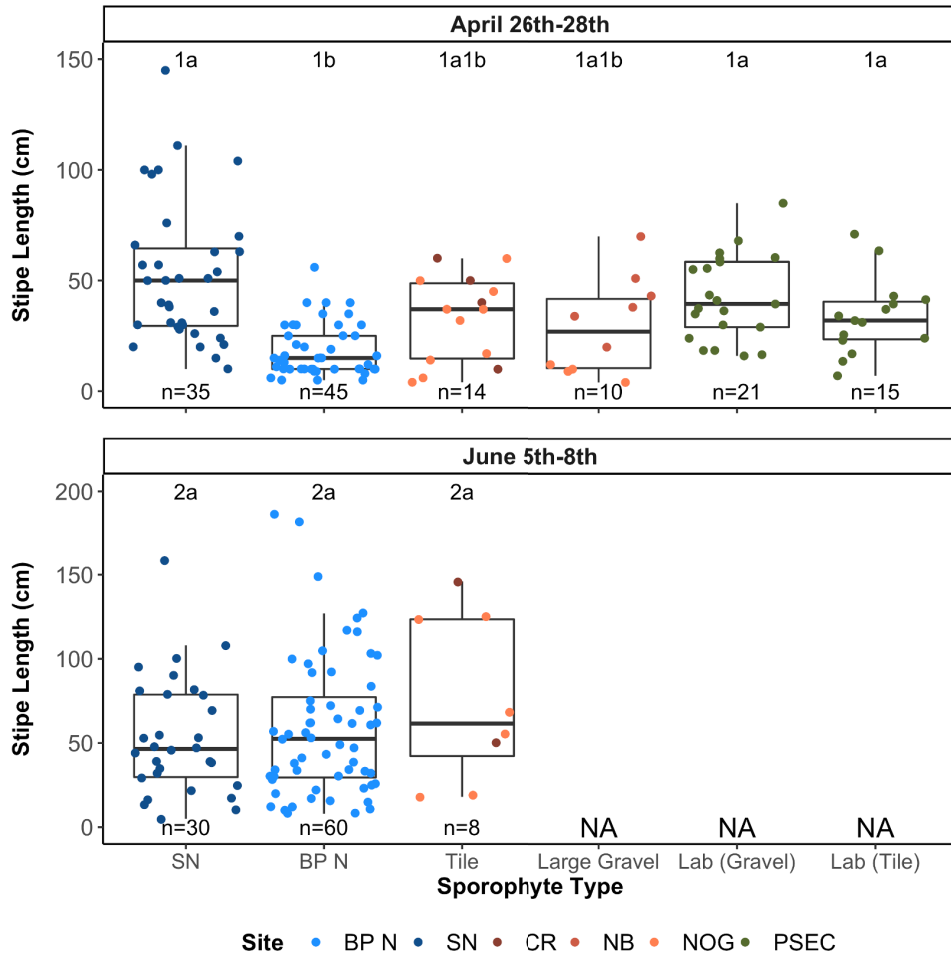 April 26th-28th
150
1a 1b 1a1b 1a1b 1a 1a
100
50
0
Stipe Length (cm)
n=35 n=45 n=14 n=10 n=21 n=15
June 5th-8th
200
2a 2a 2a
150
100
50
0
Stipe Length (cm)
n=30 n=60 n=8 NA NA NA
SN BP N Tile Large Gravel Lab (Gravel) Lab (Tile)
Sporophyte Type
Site BP N SN CR NB NOG PSEC